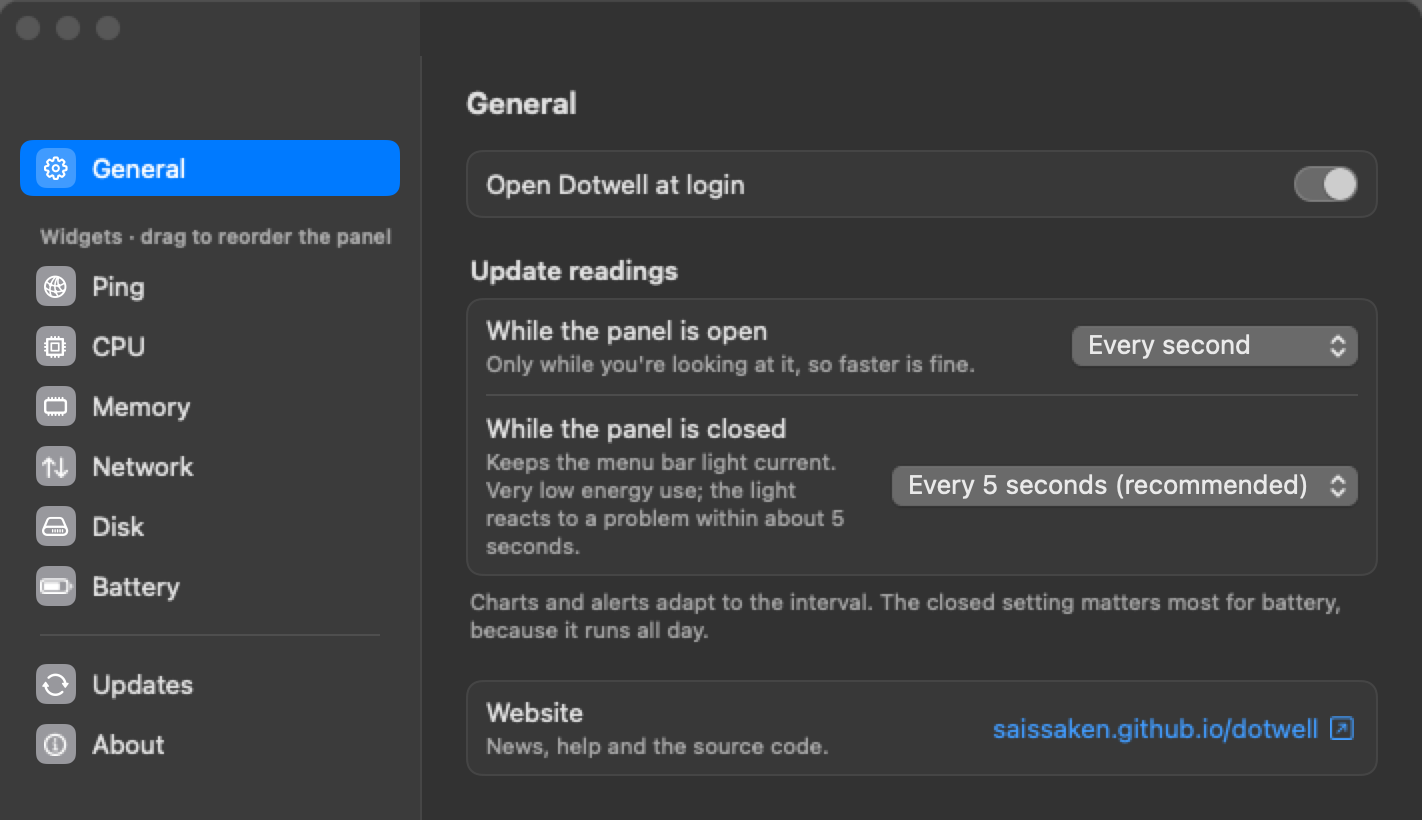 General
Widgets · drag to reorder the panel
Ping
CPU
Memory
Network
Disk
Battery
Updates
About
General
Open Dotwell at login
Update readings
While the panel is open
Only while you're looking at it, so faster is fine.
Every second
While the panel is closed
Keeps the menu bar light current.
Very low energy use; the light
reacts to a problem within about 5
seconds.
Every 5 seconds (recommended)
Charts and alerts adapt to the interval. The closed setting matters most for battery,
because it runs all day.
Website
News, help and the source code.
saissaken.github.io/dotwell